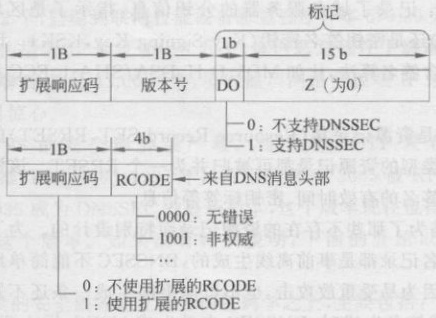 标记
1B 1B 1b 15 b
扩展响应码 版本号 DO Z (为0)
0: 不支持DNSSEC
1: 支持DNSSEC
1B 4b
扩展响应码 RCODE 来自DNS消息头部
0000: 无错误
1001: 非权威
...
0: 不使用扩展的RCODE
1: 使用扩展的RCODE